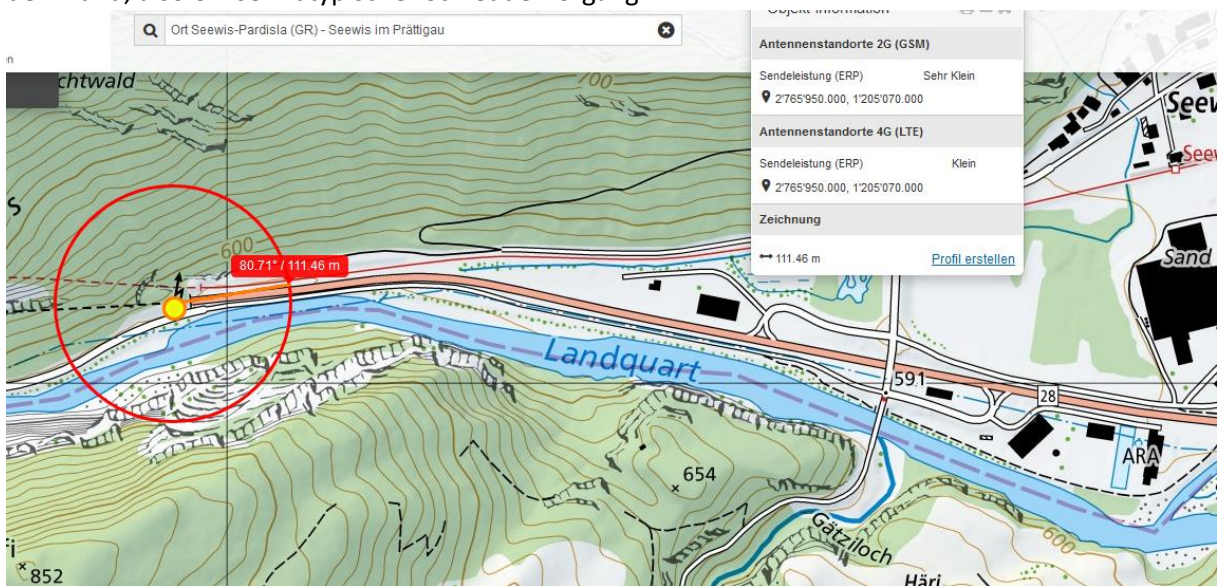 Ort Seewis-Pardisla (GR) - Seewis im Prättigau
Objekt-Information
Antennenstandorte 2G (GSM)
Sendeleistung (ERP) Sehr Klein
2'765'950.000, 1'205'070.000
Antennenstandorte 4G (LTE)
Sendeleistung (ERP) Klein
2'765'950.000, 1'205'070.000
Zeichnung
111.46 m Profil erstellen
chtwald
700
600
80.71° / 111.46 m
Sand
Landquart
591
28
ARA
654
Gätziloch
600
852
Häri